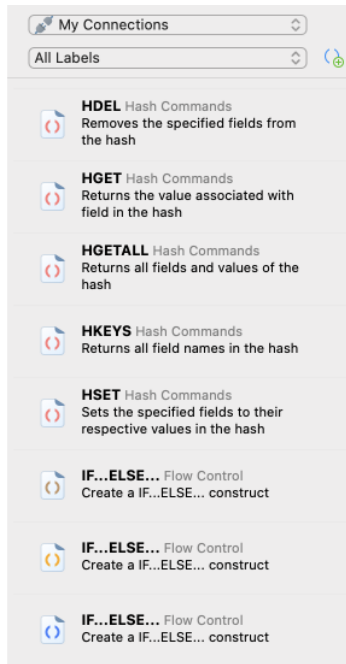 My Connections
All Labels
HDEL Hash Commands
Removes the specified fields from
the hash
HGET Hash Commands
Returns the value associated with
field in the hash
HGETALL Hash Commands
Returns all fields and values of the
hash
HKEYS Hash Commands
Returns all field names in the hash
HSET Hash Commands
Sets the specified fields to their
respective values in the hash
IF...ELSE... Flow Control
Create a IF...ELSE... construct
IF...ELSE... Flow Control
Create a IF...ELSE... construct
IF...ELSE... Flow Control
Create a IF...ELSE... construct